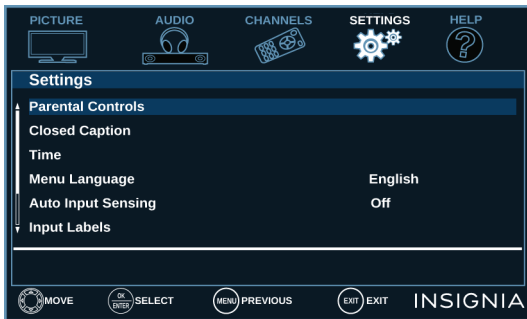 PICTURE AUDIO CHANNELS SETTINGS HELP
Settings
Parental Controls
Closed Caption
Time
Menu Language English
Auto Input Sensing Off
Input Labels
MOVE OK ENTER SELECT MENU PREVIOUS EXIT EXIT INSIGNIA